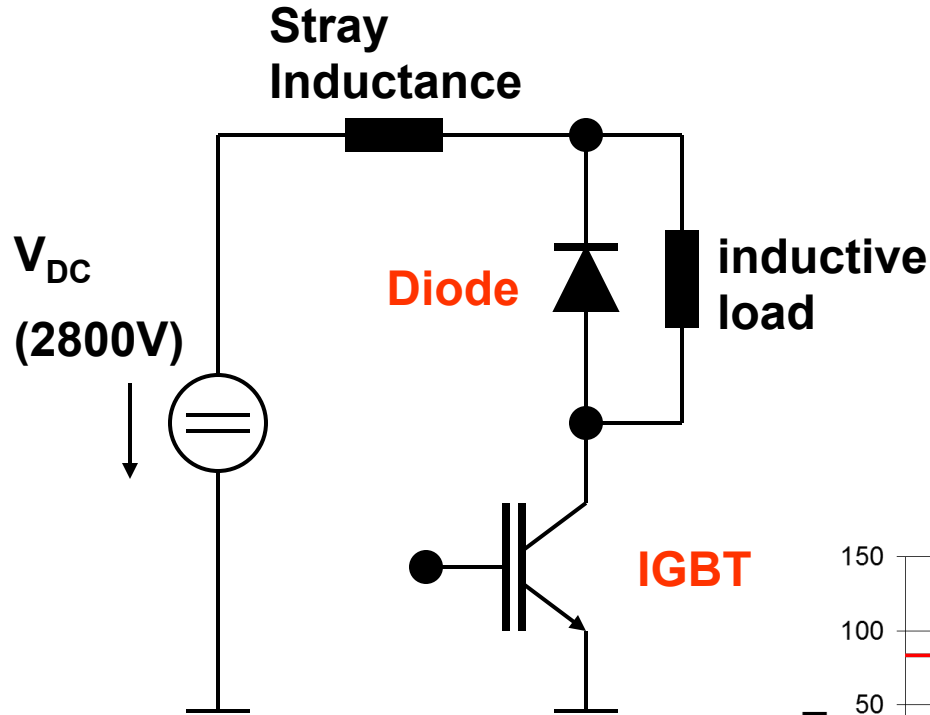 Stray
Inductance
V_DC
(2800V)
Diode
inductive
load
IGBT
150
100
50